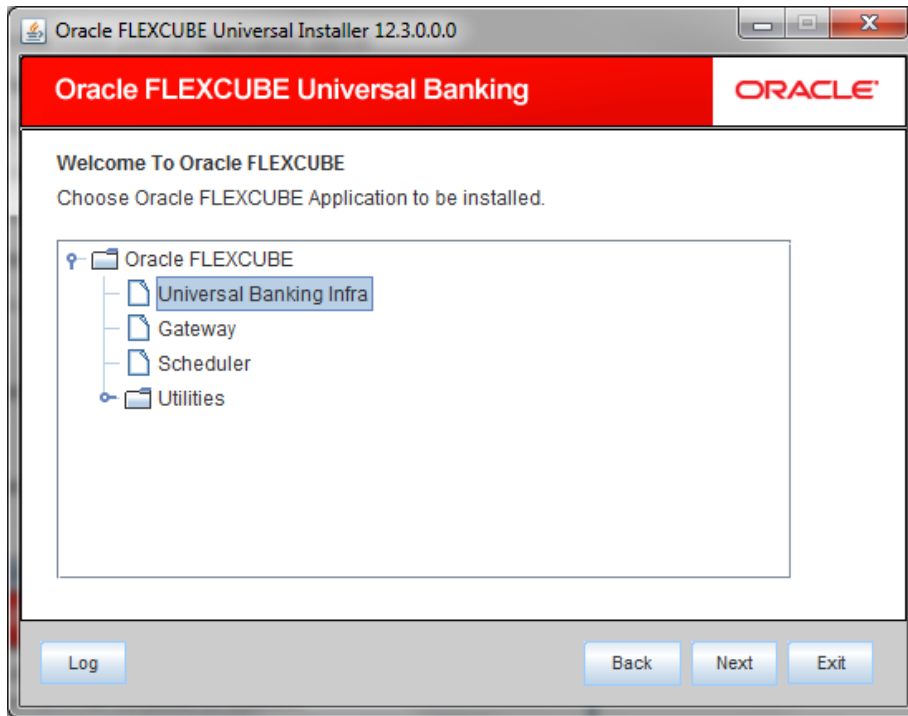 Oracle FLEXCUBE Universal Installer 12.3.0.0.0
Oracle FLEXCUBE Universal Banking
ORACLE
Welcome To Oracle FLEXCUBE
Choose Oracle FLEXCUBE Application to be installed.
Oracle FLEXCUBE
Universal Banking Infra
Gateway
Scheduler
Utilities
Log Back Next Exit